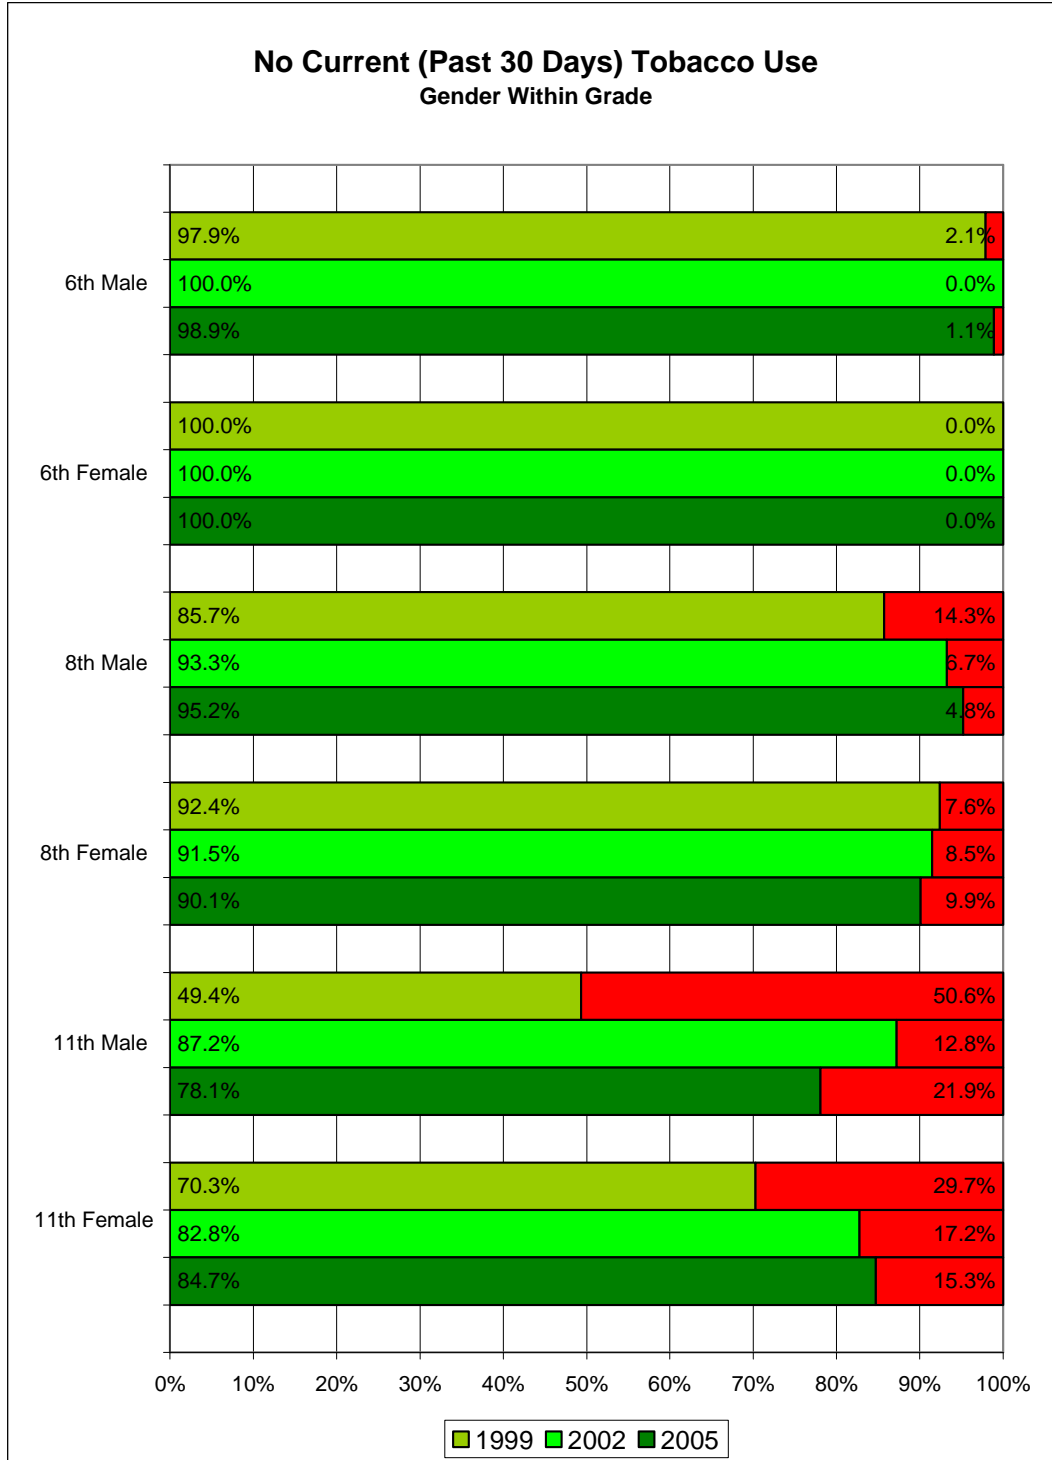 No Current (Past 30 Days) Tobacco Use
Gender Within Grade
97.9% 2.1%
6th Male 100.0% 0.0%
98.9% 1.1%
100.0% 0.0%
6th Female 100.0% 0.0%
100.0% 0.0%
85.7% 14.3%
8th Male 93.3% 6.7%
95.2% 4.8%
92.4% 7.6%
8th Female 91.5% 8.5%
90.1% 9.9%
49.4% 50.6%
11th Male 87.2% 12.8%
78.1% 21.9%
70.3% 29.7%
11th Female 82.8% 17.2%
84.7% 15.3%
0% 10% 20% 30% 40% 50% 60% 70% 80% 90% 100%
1999 2002 2005